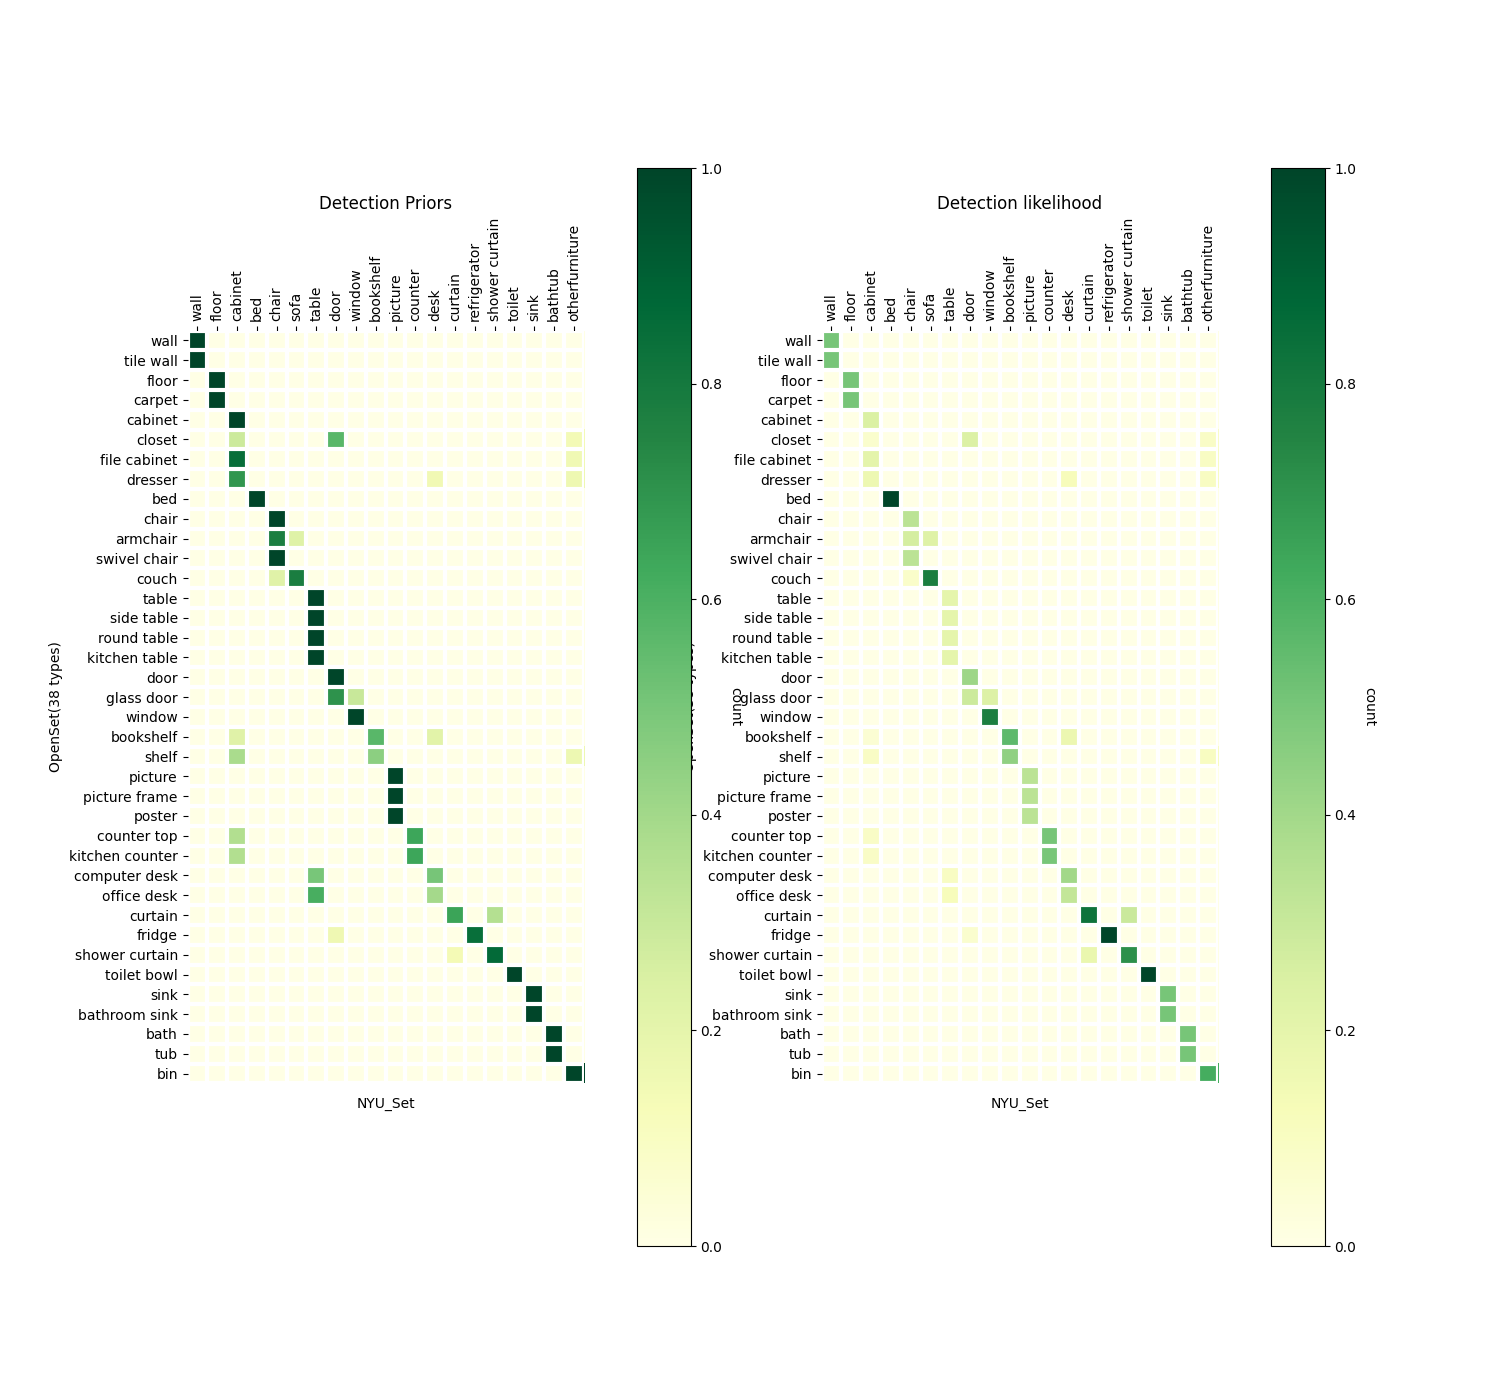 Detection Priors
wall
floor
cabinet
bed
chair
sofa
table
door
window
bookshelf
picture
counter
desk
curtain
refrigerator
shower curtain
toilet
sink
bathtub
otherfurniture
wall
tile wall
floor
carpet
cabinet
closet
file cabinet
dresser
bed
chair
armchair
swivel chair
couch
table
side table
round table
kitchen table
door
glass door
window
bookshelf
shelf
picture
picture frame
poster
counter top
kitchen counter
computer desk
office desk
curtain
fridge
shower curtain
toilet bowl
sink
bathroom sink
bath
tub
bin
OpenSet(38 types)
NYU_Set
1.0
0.8
0.6
0.4
0.2
0.0
count
Detection likelihood
wall
floor
cabinet
bed
chair
sofa
table
door
window
bookshelf
picture
counter
desk
curtain
refrigerator
shower curtain
toilet
sink
bathtub
otherfurniture
wall
tile wall
floor
carpet
cabinet
closet
file cabinet
dresser
bed
chair
armchair
swivel chair
couch
table
side table
round table
kitchen table
door
glass door
window
bookshelf
shelf
picture
picture frame
poster
counter top
kitchen counter
computer desk
office desk
curtain
fridge
shower curtain
toilet bowl
sink
bathroom sink
bath
tub
bin
NYU_Set
1.0
0.8
0.6
0.4
0.2
0.0
count